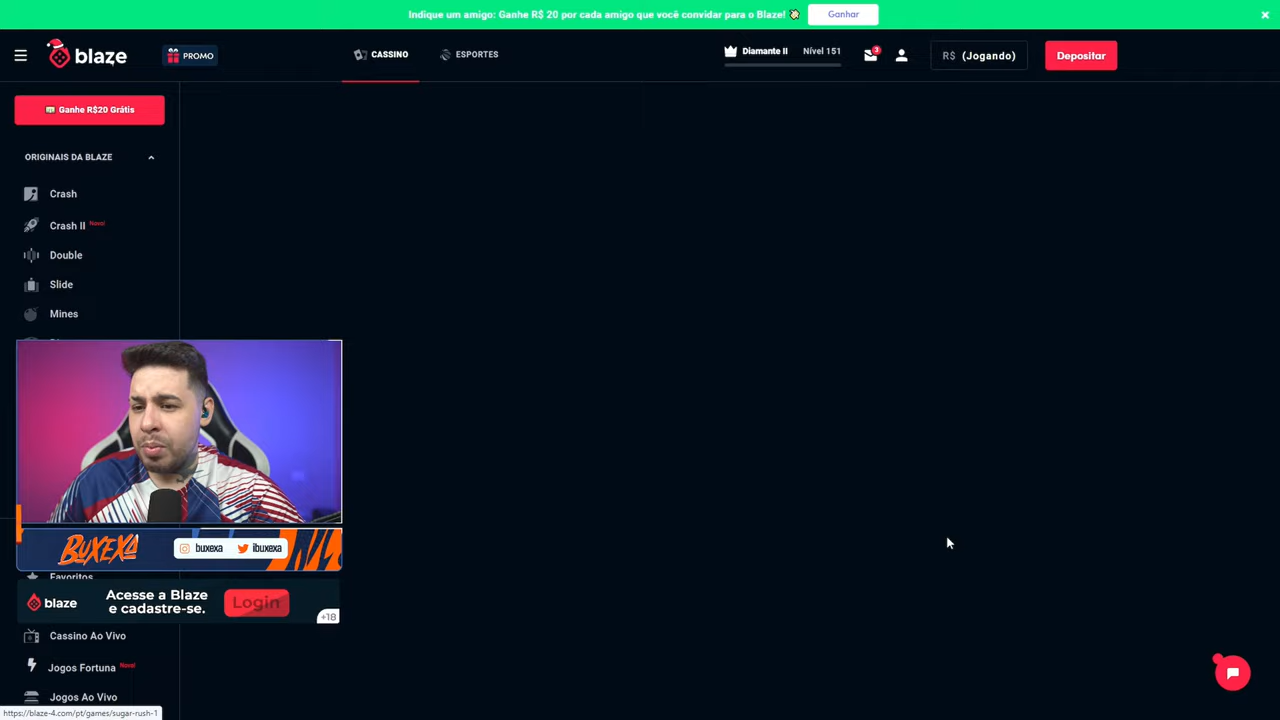 Indique um amigo: Ganhe R$ 20 por cada amigo que você convidar para o Blaze!
Ganhar
blaze
PROMO
CASSINO
ESPORTES
Diamante II
Nível 151
3
R$ (Jogando)
Depositar
Ganhe R$20 Grátis
ORIGINAIS DA BLAZE
Crash
Crash II Novo!
Double
Slide
Mines
BUXEXA
buxexa
ibuxexa
Favoritos
blaze
Acesse a Blaze
e cadastre-se.
Login
+18
Cassino Ao Vivo
Jogos Fortuna Novo!
Jogos Ao Vivo
https://blaze-4.com/pt/games/sugar-rush-1